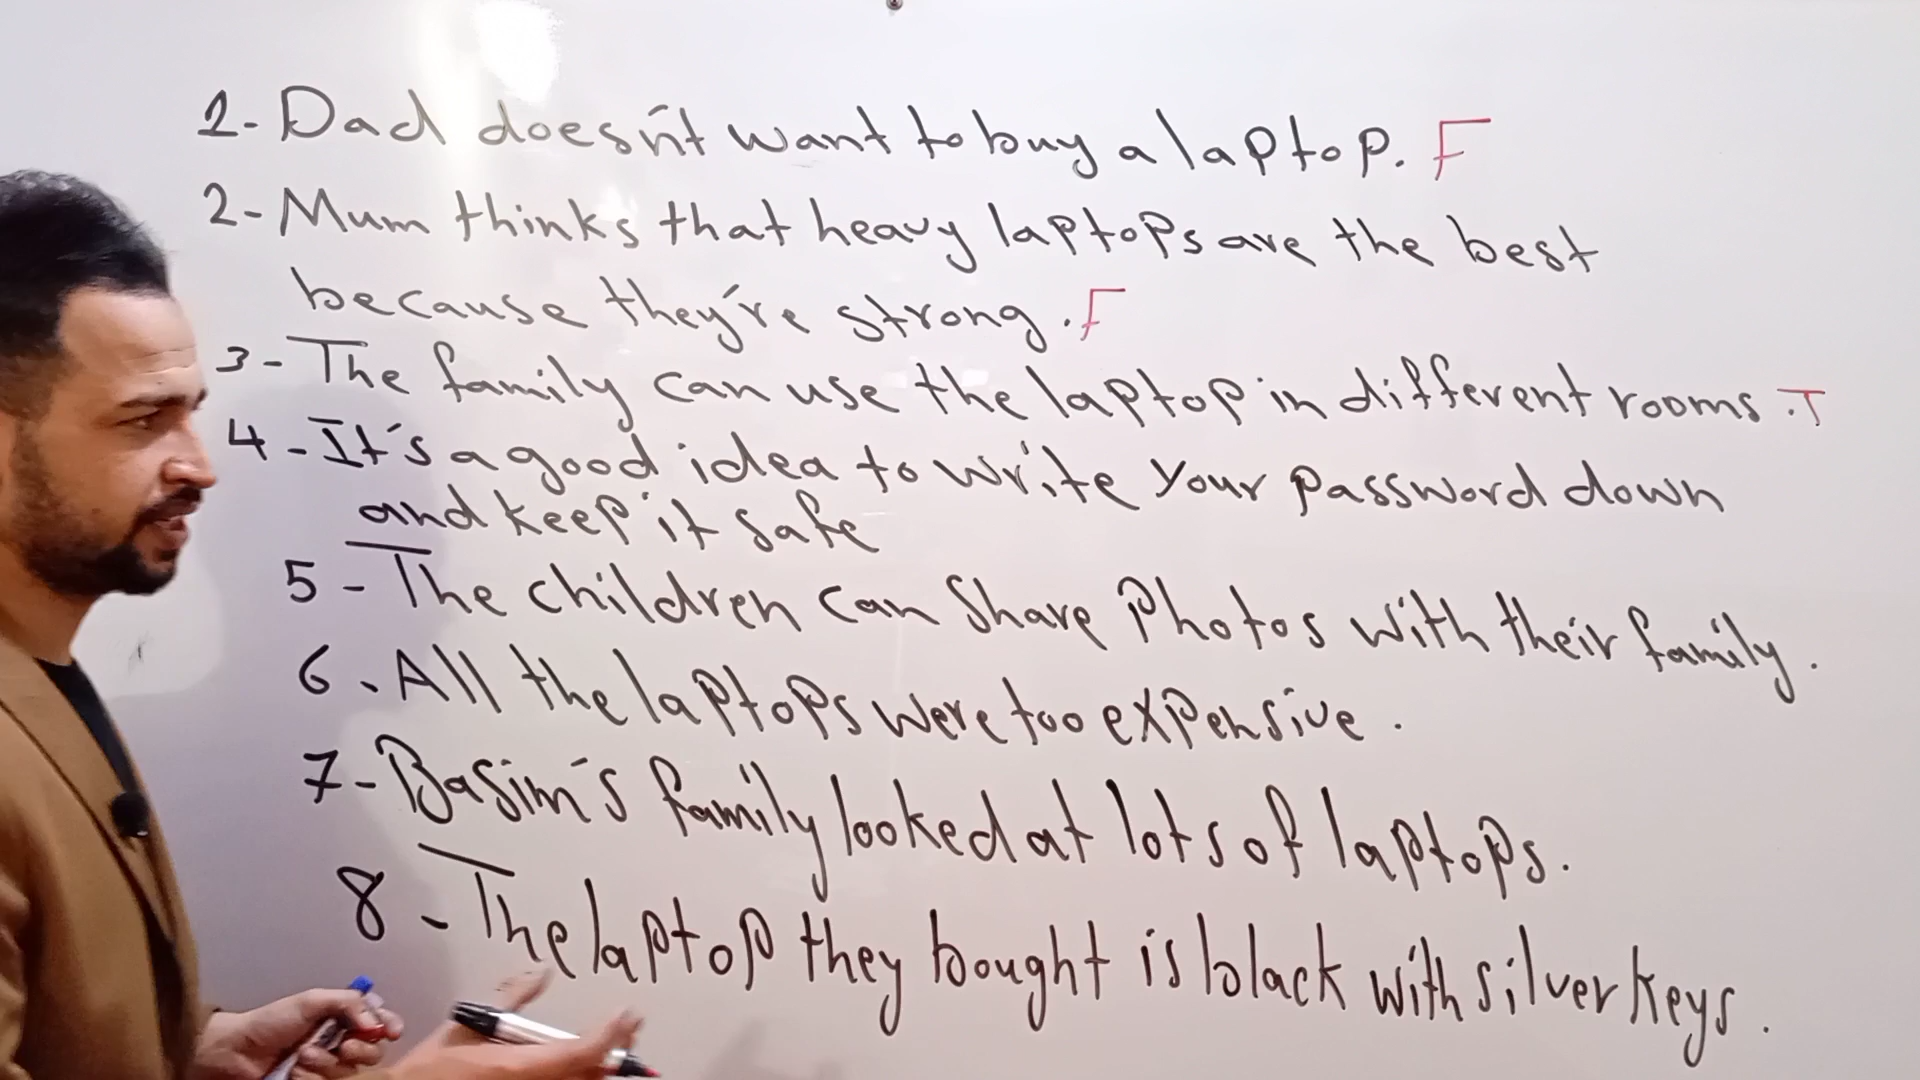 1- Dad doesn't want to buy a laptop. F
2- Mum thinks that heavy laptops are the best
because they're strong. F
3- The family can use the laptop in different rooms. T
4- It's a good idea to write your password down
and keep it safe
5- The children can share photos with their family.
6- All the laptops were too expensive.
7- Basim's family looked at lots of laptops.
8- The laptop they bought is black with silver keys.